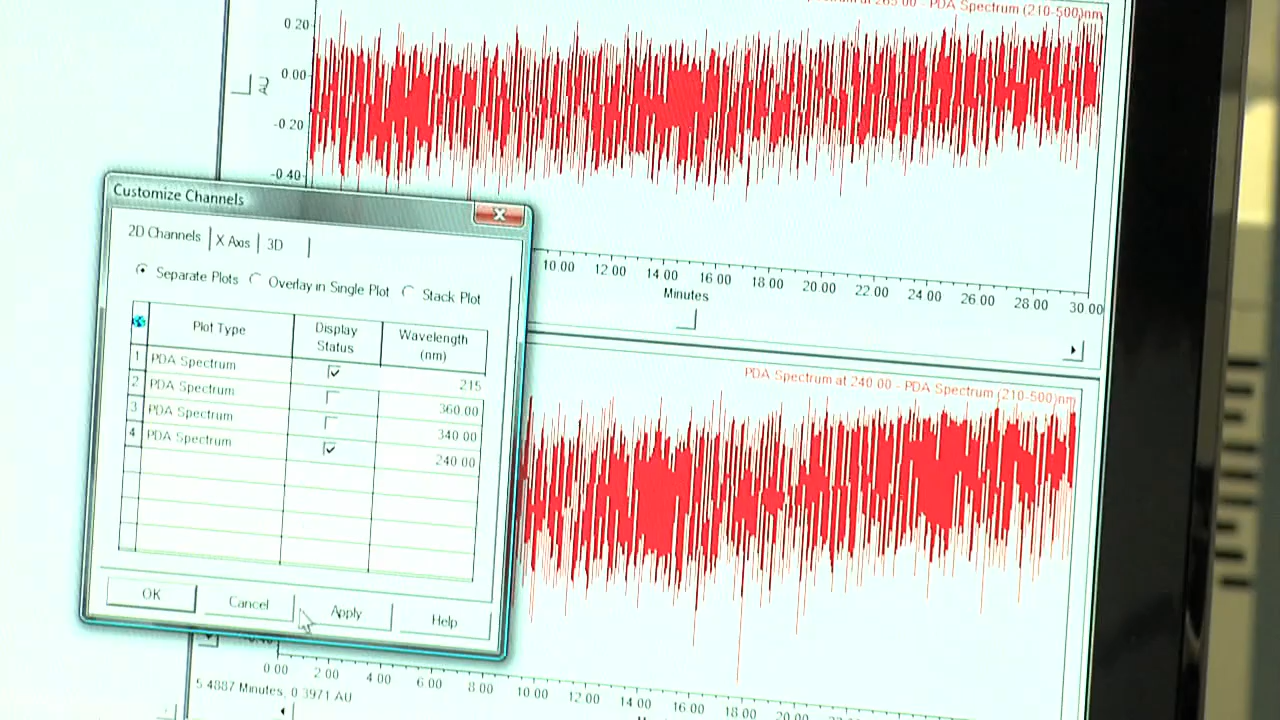 PDA Spectrum (210-500)nm
0.20
0.00
AU
-0.20
-0.40
10.00 12.00 14.00 16.00 18.00 20.00 22.00 24.00 26.00 28.00 30.00
Minutes
Customize Channels
2D Channels X Axis 3D
Separate Plots Overlay in Single Plot Stack Plot
Plot Type Display Status Wavelength (nm)
1 PDA Spectrum 215
2 PDA Spectrum 360.00
3 PDA Spectrum 340.00
4 PDA Spectrum 240.00
OK Cancel Apply Help
PDA Spectrum at 240.00 - PDA Spectrum (210-500)nm
0.00 2.00 4.00 6.00 8.00 10.00 12.00 14.00 16.00 18.00 20.00
5.4887 Minutes, 0.3971 AU